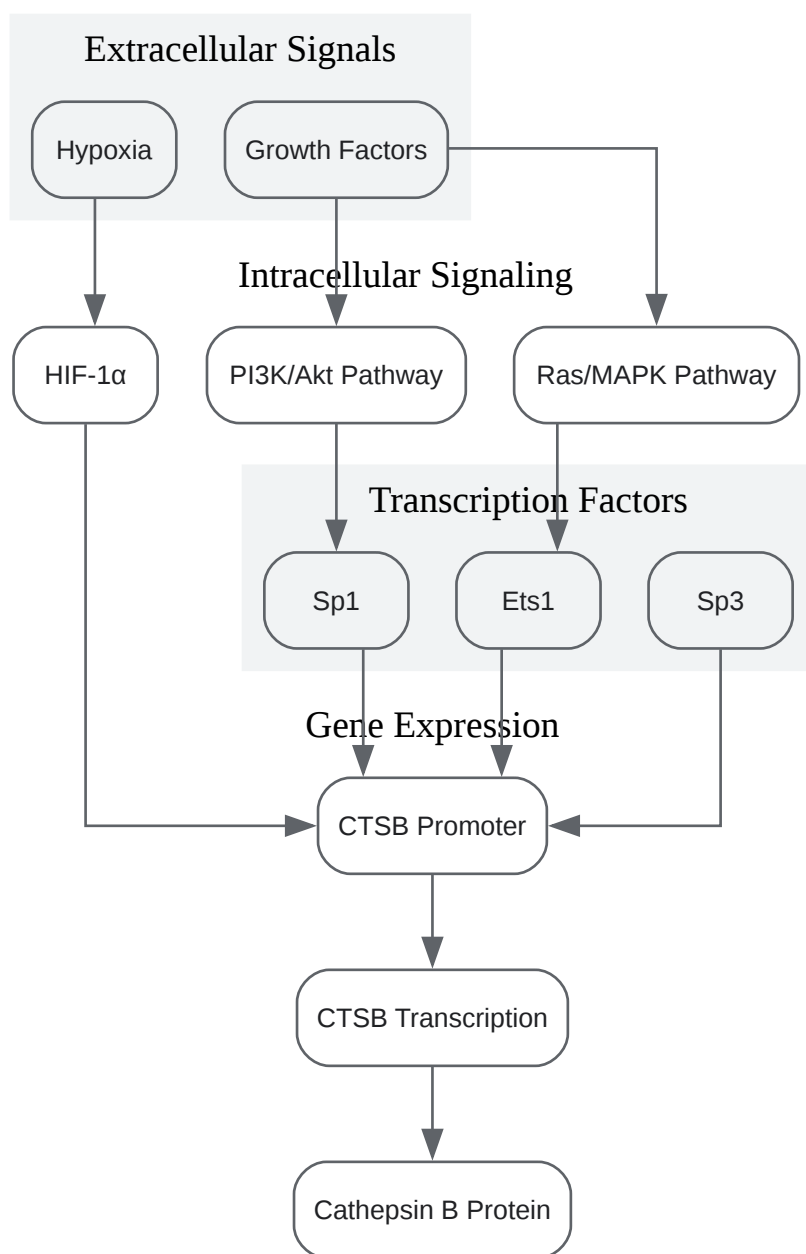 Extracellular Signals
Hypoxia
Growth Factors
Intracellular Signaling
HIF-1α
PI3K/Akt Pathway
Ras/MAPK Pathway
Transcription Factors
Sp1
Ets1
Sp3
Gene Expression
CTSB Promoter
CTSB Transcription
Cathepsin B Protein